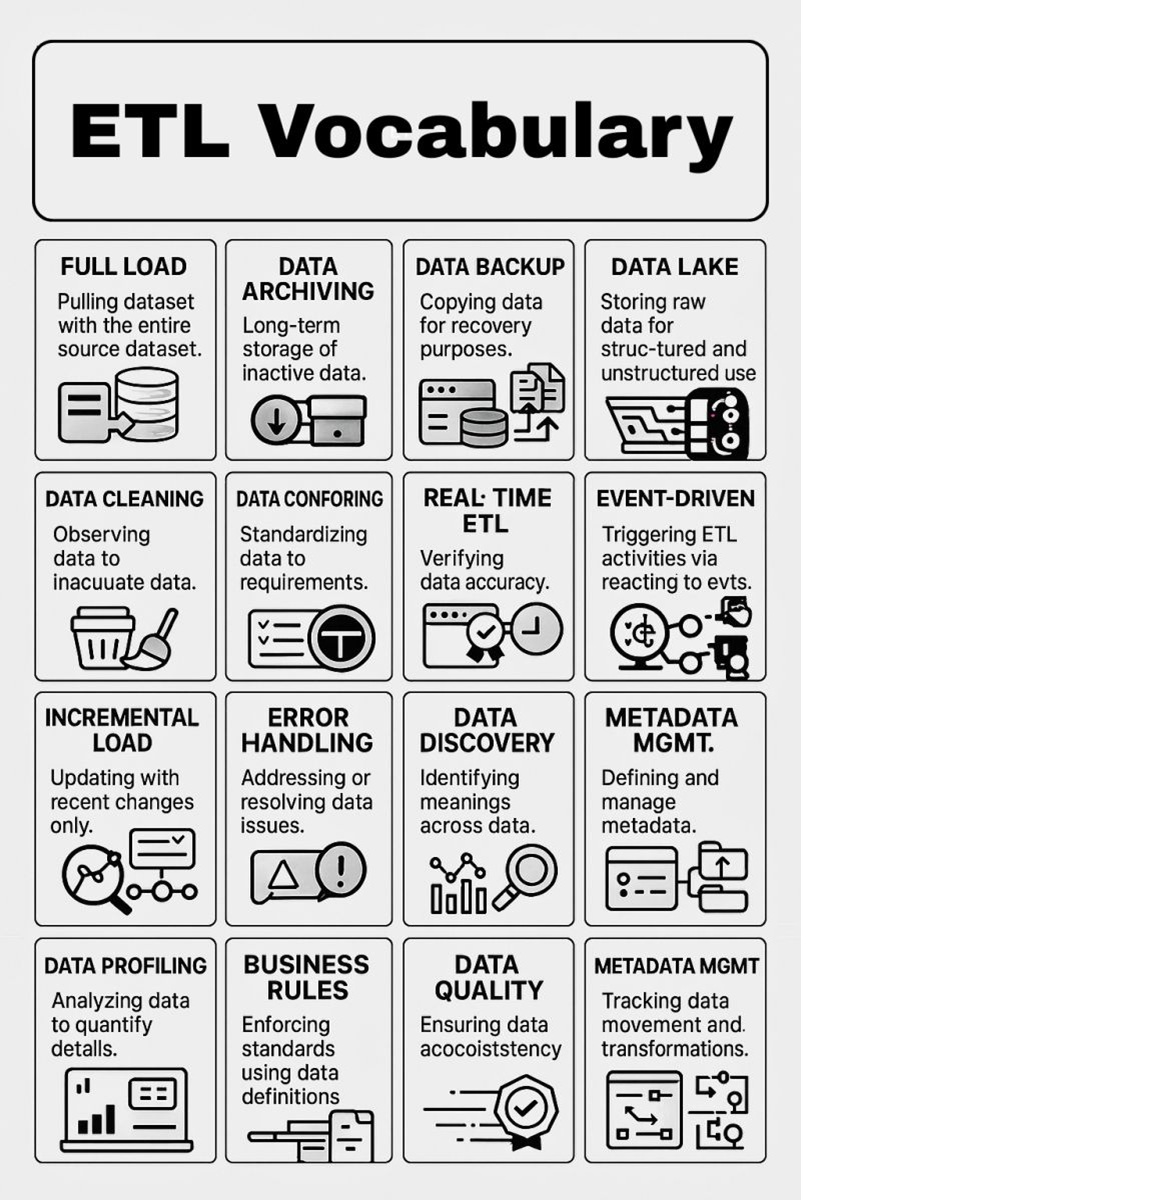 ETL Vocabulary
FULL LOAD
Pulling dataset
with the entire
source dataset.
DATA
ARCHIVING
Long-term
storage of
inactive data.
DATA BACKUP
Copying data
for recovery
purposes.
DATA LAKE
Storing raw
data for
struc-tured and
unstructured use
DATA CLEANING
Observing
data to
inacuuate data.
DATA CONFORING
Standardizing
data to
requirements.
REAL· TIME
ETL
Verifying
data accuracy.
EVENT-DRIVEN
Triggering ETL
activities via
reacting to evts.
INCREMENTAL
LOAD
Updating with
recent changes
only.
ERROR
HANDLING
Addressing or
resolving data
issues.
DATA
DISCOVERY
Identifying
meanings
across data.
METADATA
MGMT.
Defining and
manage
metadata.
DATA PROFILING
Analyzing data
to quantify
detalls.
BUSINESS
RULES
Enforcing
standards
using data
definitions
DATA
QUALITY
Ensuring data
acocoiststency
METADATA MGMT
Tracking data
movement and.
transformations.